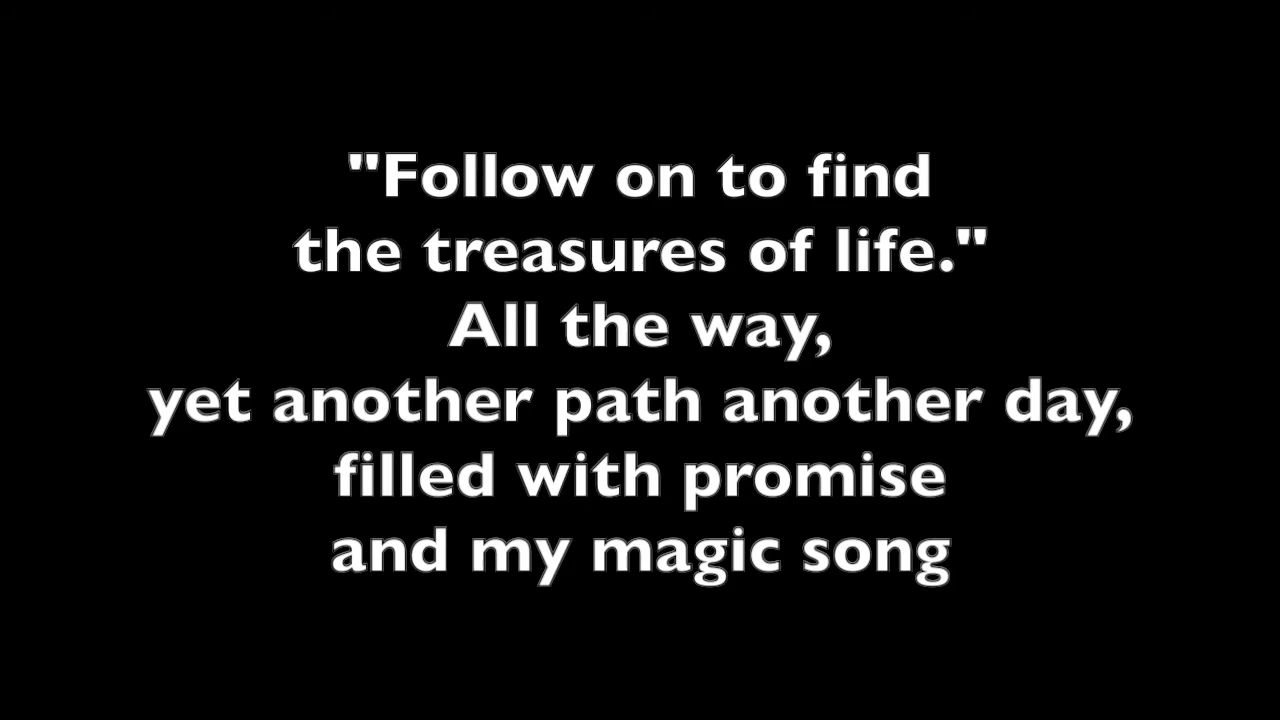 "Follow on to find
the treasures of life."
All the way,
yet another path another day,
filled with promise
and my magic song